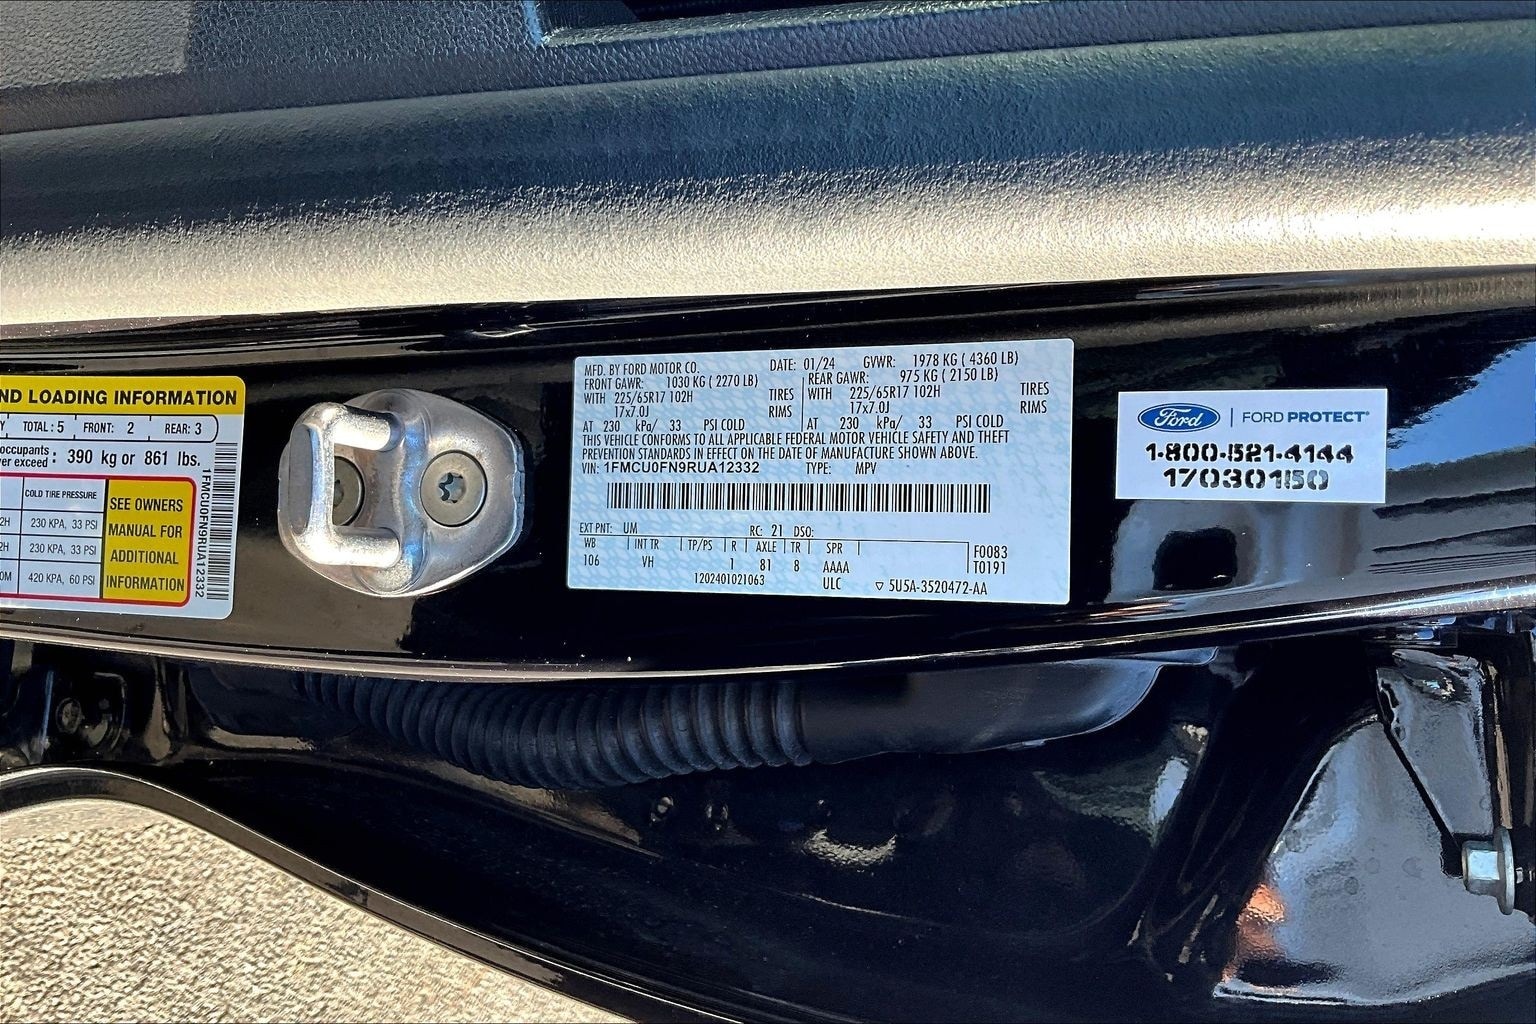 ND LOADING INFORMATION
Y TOTAL : 5 FRONT: 2 REAR: 3
occupants
ver exceed : 390 kg or 861 lbs.
COLD TIRE PRESSURE
2H 230 KPA, 33 PSI
2H 230 KPA, 33 PSI
0M 420 KPA, 60 PSI
SEE OWNERS
MANUAL FOR
ADDITIONAL
INFORMATION
1FMCU0FN9RUA12332
MFD. BY FORD MOTOR CO. DATE: 01/24 GVWR: 1978 KG ( 4360 LB)
FRONT GAWR: 1030 KG ( 2270 LB) REAR GAWR: 975 KG ( 2150 LB)
WITH 225/65R17 102H TIRES WITH 225/65R17 102H TIRES
17x7.0J RIMS 17x7.0J RIMS
AT 230 kPa/ 33 PSI COLD AT 230 kPa/ 33 PSI COLD
THIS VEHICLE CONFORMS TO ALL APPLICABLE FEDERAL MOTOR VEHICLE SAFETY AND THEFT
PREVENTION STANDARDS IN EFFECT ON THE DATE OF MANUFACTURE SHOWN ABOVE.
VIN: 1FMCU0FN9RUA12332 TYPE: MPV
EXT PNT: UM RC: 21 DSO:
WB INT TR TP/PS R AXLE TR SPR F0083
106 VH 1 81 8 AAAA T0191
1202401021063 ULC ▽ 5U5A-3520472-AA
Ford | FORD PROTECT®
1-800-521-4144
170301150